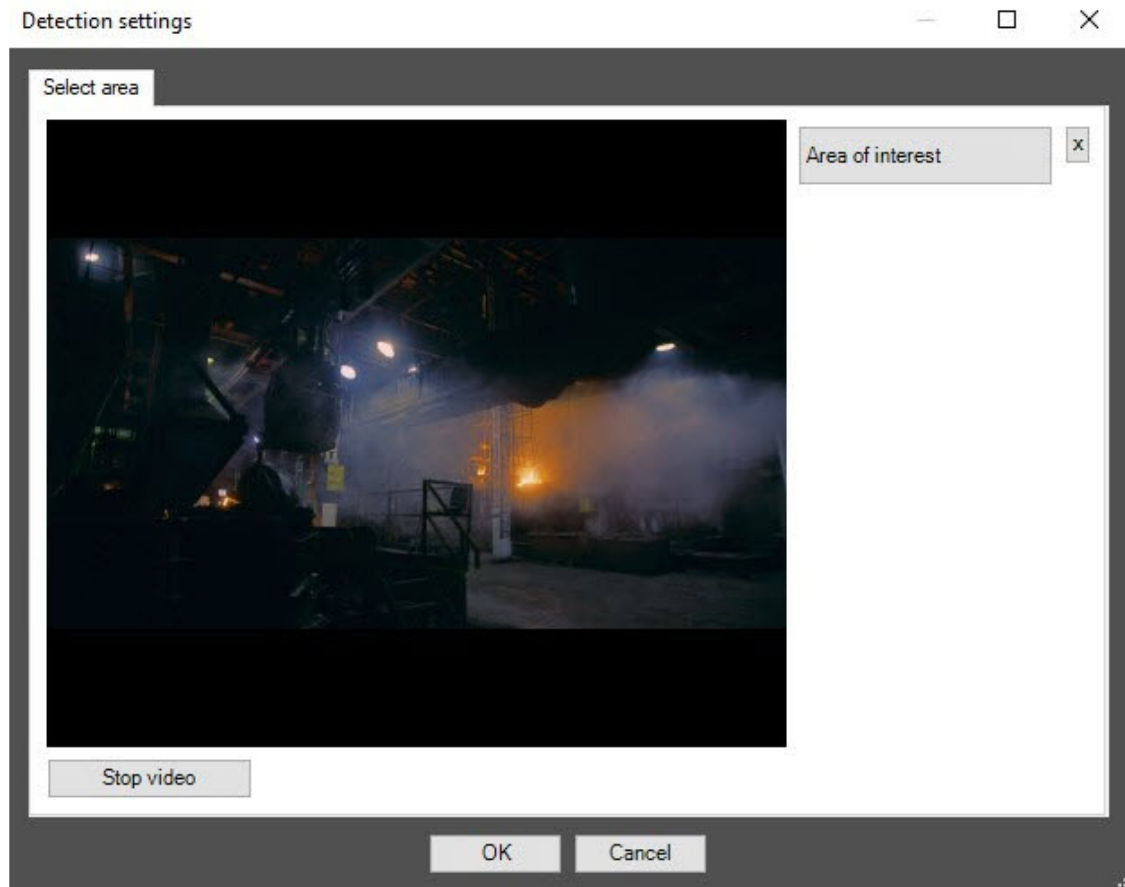 Detection settings
Select area
Area of interest
x
Stop video
OK
Cancel